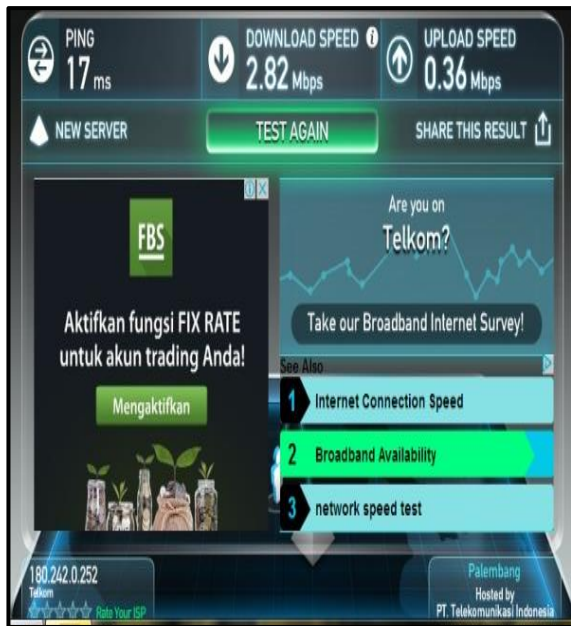 PING
17 ms
DOWNLOAD SPEED
2.82 Mbps
UPLOAD SPEED
0.36 Mbps
NEW SERVER
TEST AGAIN
SHARE THIS RESULT
FBS
Aktifkan fungsi FIX RATE
untuk akun trading Anda!
Mengaktifkan
Are you on
Telkom?
Take our Broadband Internet Survey!
See Also
1 Internet Connection Speed
2 Broadband Availability
3 network speed test
180.242.0.252
Telkom
Rate Your ISP
Palembang
Hosted by
PT. Telekomunikasi Indonesia